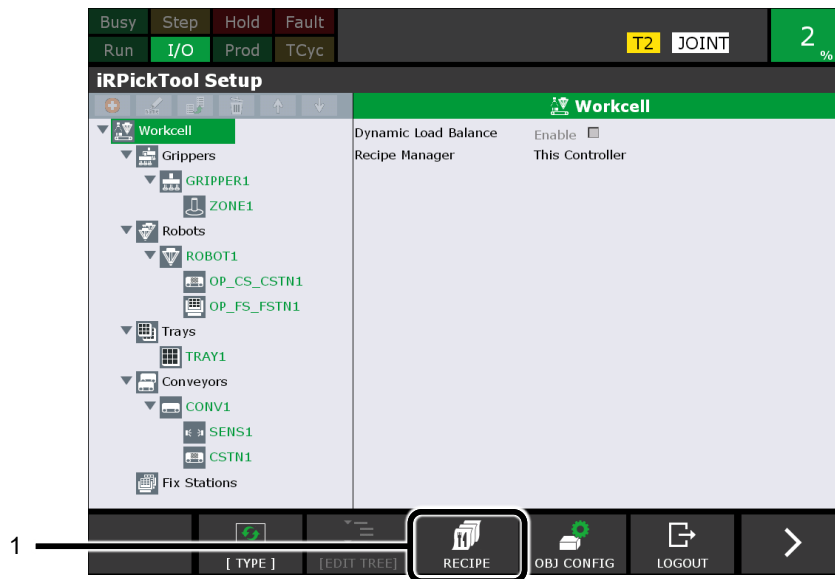 Busy Step Hold Fault
Run I/O Prod TCyc
T2 JOINT
2 %
iRPickTool Setup
Workcell
Workcell
Dynamic Load Balance Enable
Recipe Manager This Controller
Grippers
GRIPPER1
ZONE1
Robots
ROBOT1
OP_CS_CSTN1
OP_FS_FSTN1
Trays
TRAY1
Conveyors
CONV1
SENS1
CSTN1
Fix Stations
1
[ TYPE ] [EDIT TREE] RECIPE OBJ CONFIG LOGOUT >